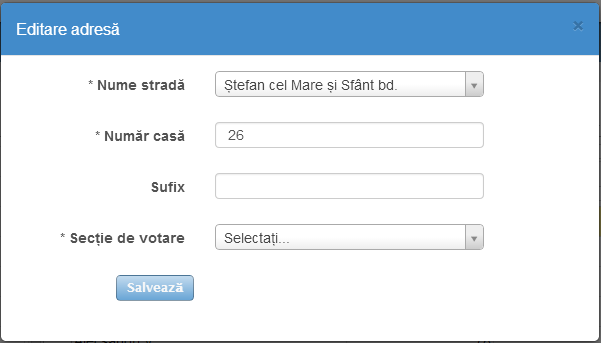 Editare adresă ×
* Nume stradă Ștefan cel Mare și Sfânt bd.
* Număr casă 26
Sufix
* Secție de votare Selectați...
Salvează